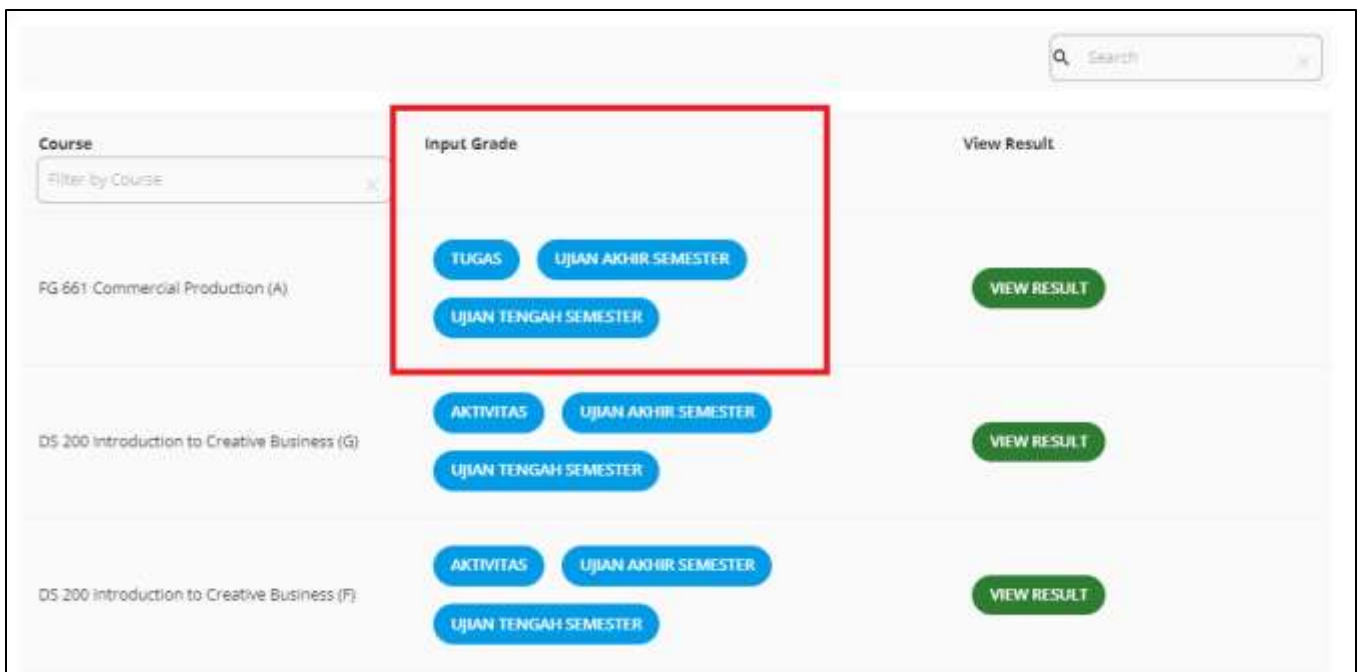 Search
Course Input Grade View Result
Filter by Course
TUGAS UJIAN AKHIR SEMESTER
FG 661 Commercial Production (A) VIEW RESULT
UJIAN TENGAH SEMESTER
AKTIVITAS UJIAN AKHIR SEMESTER
DS 200 Introduction to Creative Business (G) VIEW RESULT
UJIAN TENGAH SEMESTER
AKTIVITAS UJIAN AKHIR SEMESTER
DS 200 Introduction to Creative Business (F) VIEW RESULT
UJIAN TENGAH SEMESTER